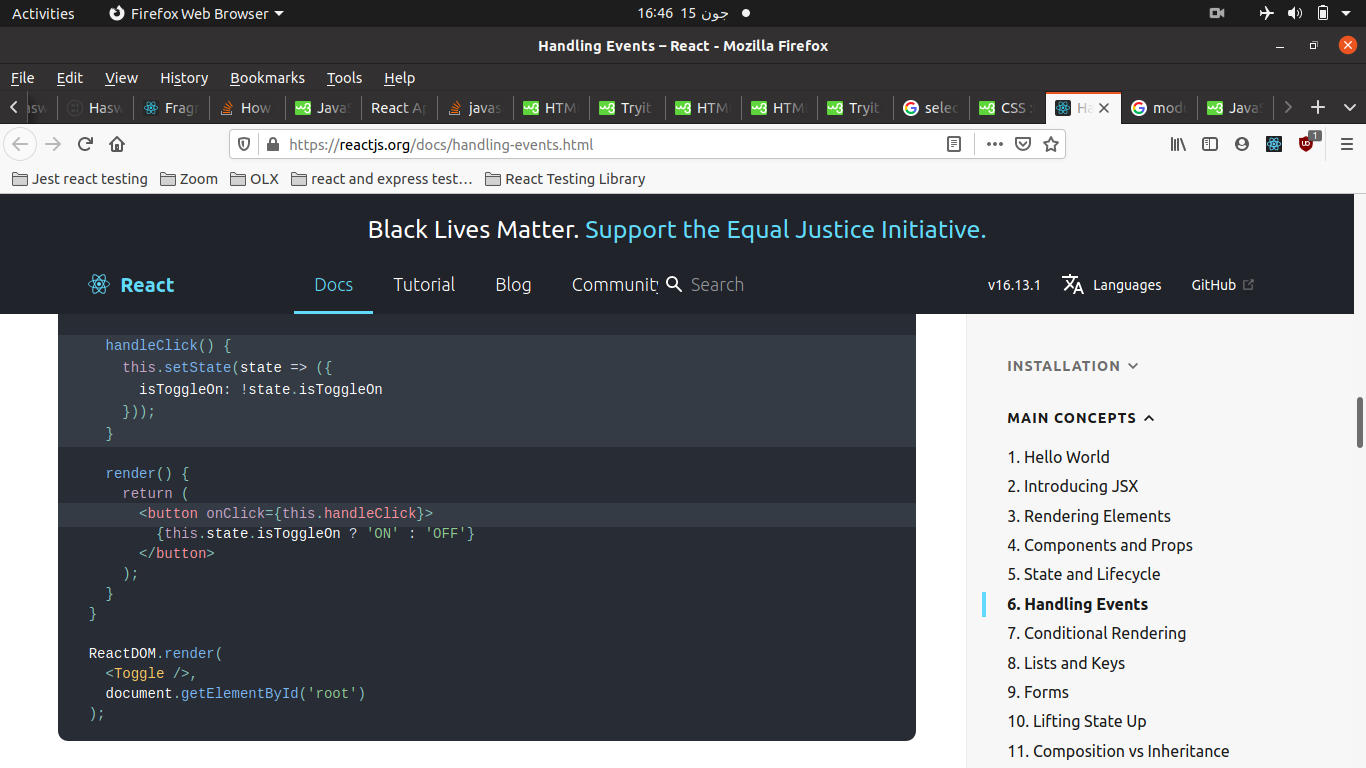 Activities Firefox Web Browser 16:46 15 جون
Handling Events – React - Mozilla Firefox
File Edit View History Bookmarks Tools Help
Hasw Frag How JavaS React Ap javas HTM Tryit HTM HTM Tryit selec CSS Ha mod JavaS
https://reactjs.org/docs/handling-events.html 1
Jest react testing Zoom OLX react and express test… React Testing Library
Black Lives Matter. Support the Equal Justice Initiative.
React Docs Tutorial Blog Community Search v16.13.1 Languages GitHub
handleClick() {
this.setState(state => ({
isToggleOn: !state.isToggleOn
}));
}
render() {
return (
<button onClick={this.handleClick}>
{this.state.isToggleOn ? 'ON' : 'OFF'}
</button>
);
}
}
ReactDOM.render(
<Toggle />,
document.getElementById('root')
);
INSTALLATION
MAIN CONCEPTS
1. Hello World
2. Introducing JSX
3. Rendering Elements
4. Components and Props
5. State and Lifecycle
6. Handling Events
7. Conditional Rendering
8. Lists and Keys
9. Forms
10. Lifting State Up
11. Composition vs Inheritance